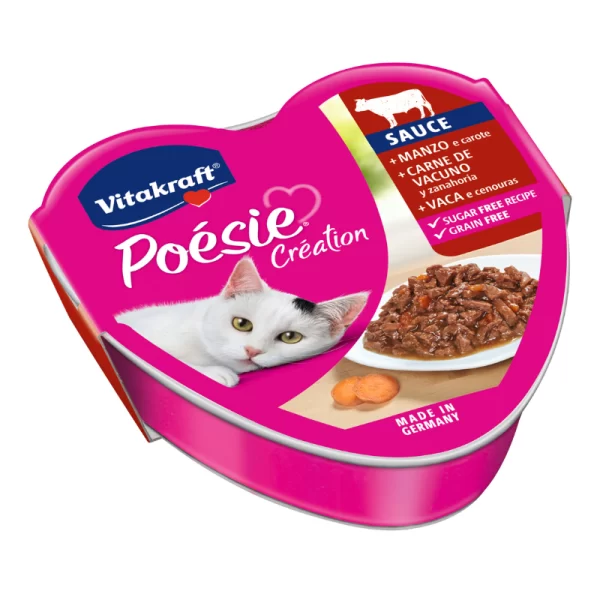 Vitakraft
Poésie
Création
SAUCE
+ MANZO e carote
+ CARNE DE
VACUNO
y zanahoria
+ VACA e cenouras
✓ SUGAR FREE RECIPE
✓ GRAIN FREE
MADE IN
GERMANY